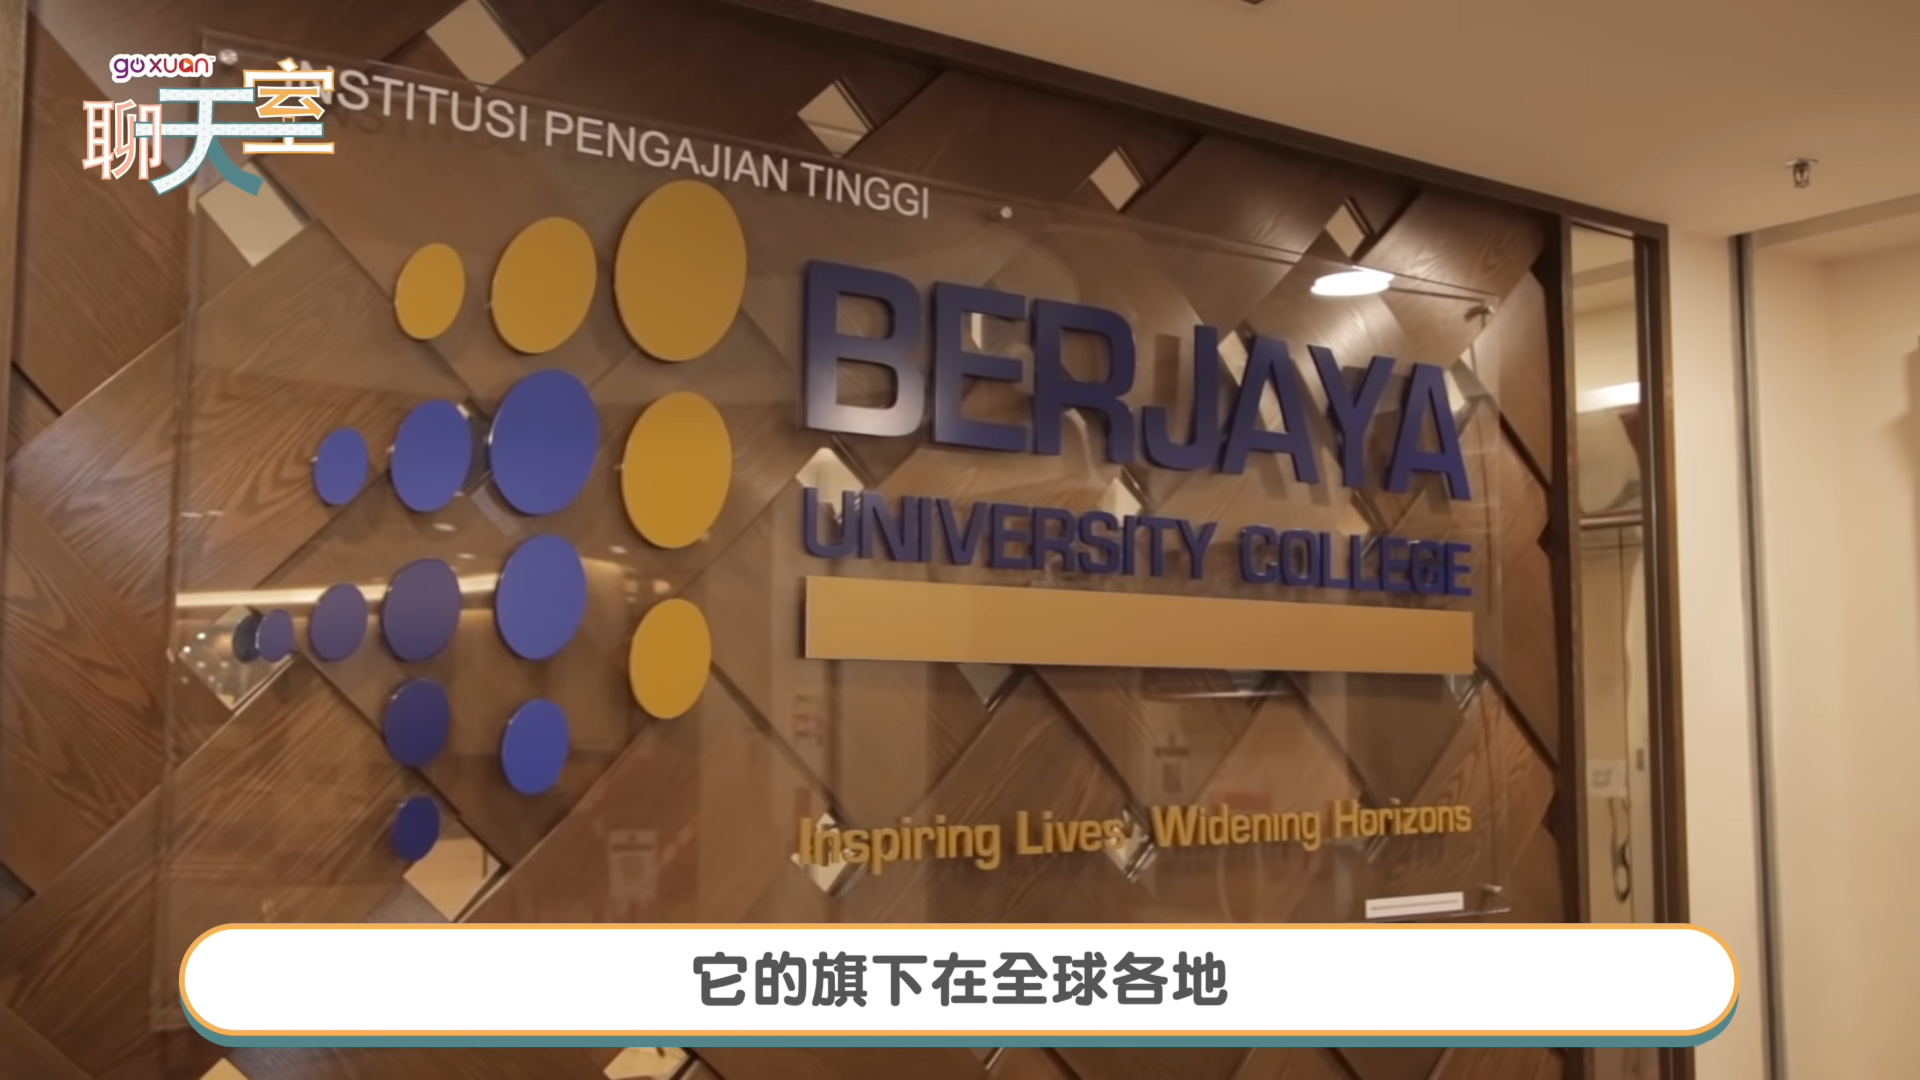 goxuan
聊天室
INSTITUSI PENGAJIAN TINGGI
BERJAYA
UNIVERSITY COLLEGE
Inspiring Lives, Widening Horizons
它的旗下在全球各地